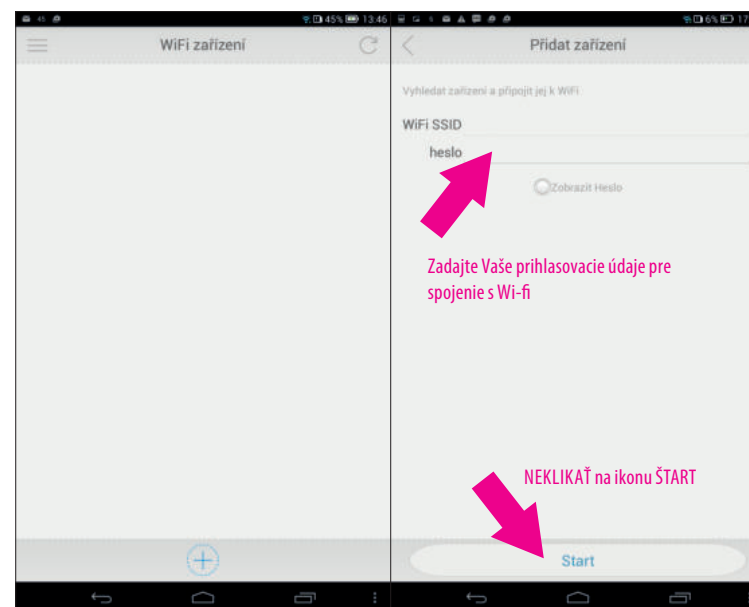 45% 13:46
WiFi zařízení
6% 17
Přidat zařízení
Vyhledat zařízení a připojit jej k WiFi
WiFi SSID
heslo
Zobrazit Heslo
Zadajte Vaše prihlasovacie údaje pre
spojenie s Wi-fi
NEKLIKAŤ na ikonu ŠTART
Start